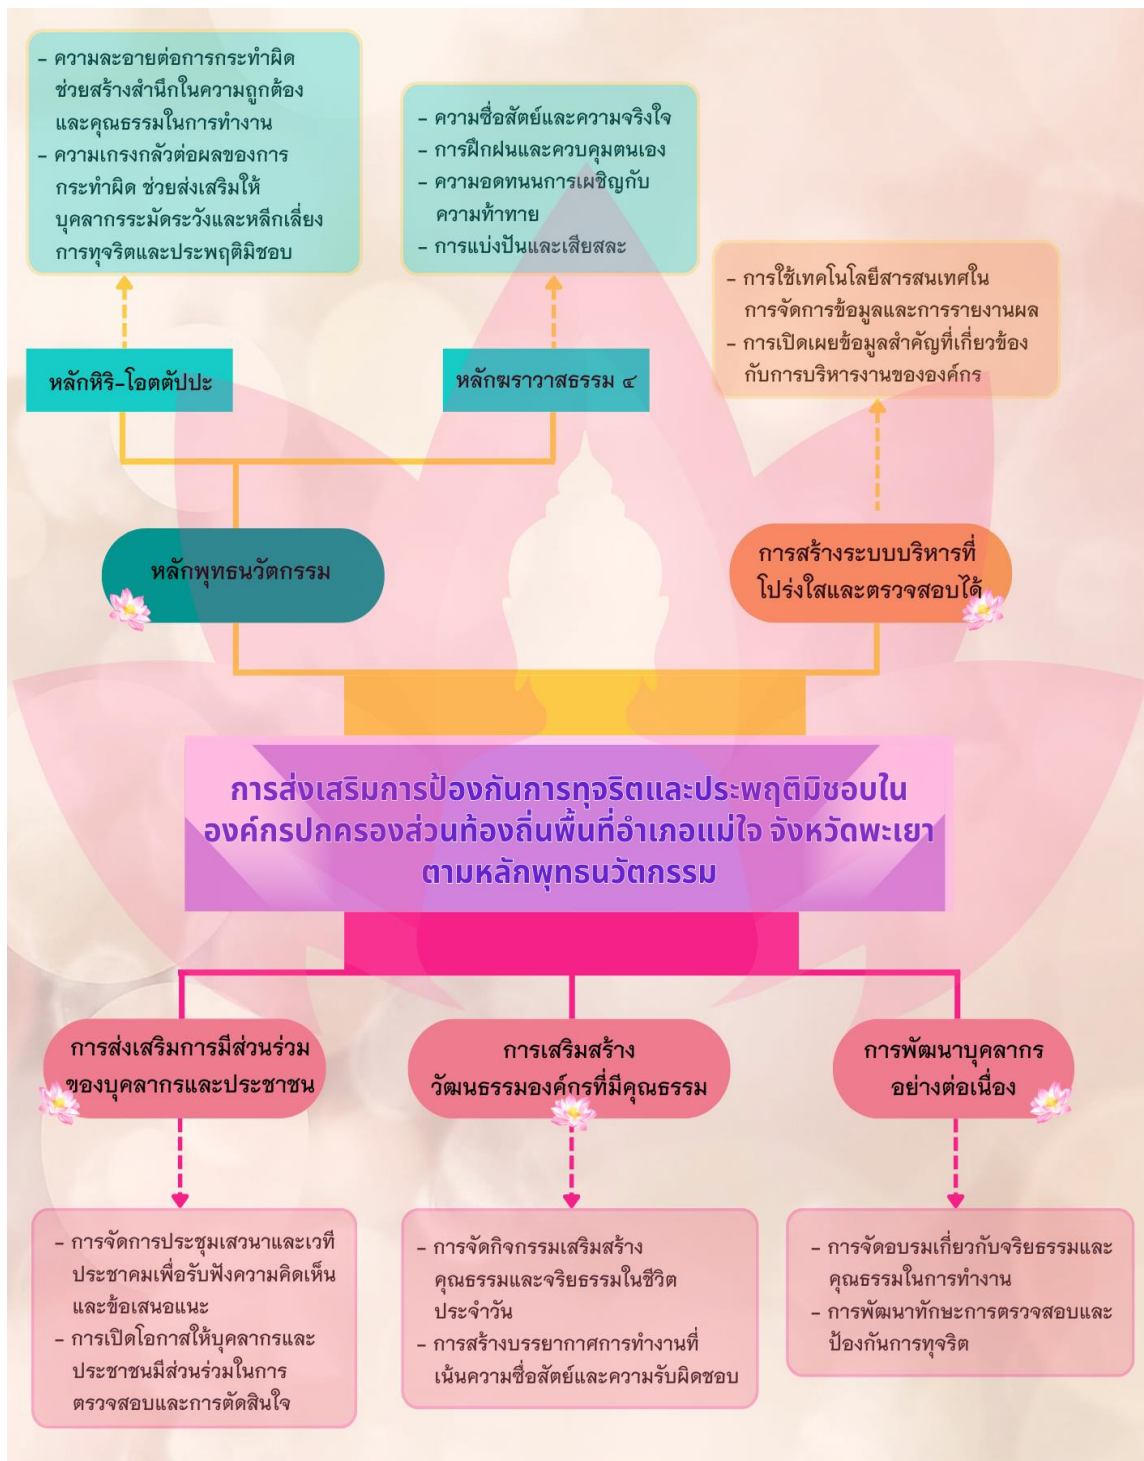 - ความละอายต่อการกระทำผิด
ช่วยสร้างสำนึกในความถูกต้อง
และคุณธรรมในการทำงาน
- ความเกรงกลัวต่อผลของการ
กระทำผิด ช่วยส่งเสริมให้
บุคลากรระมัดระวังและหลีกเลี่ยง
การทุจริตและประพฤติมิชอบ
- ความซื่อสัตย์และความจริงใจ
- การฝึกฝนและควบคุมตนเอง
- ความอดทนนการเผชิญกับ
ความท้าทาย
- การแบ่งปันและเสียสละ
- การใช้เทคโนโลยีสารสนเทศใน
การจัดการข้อมูลและการรายงานผล
- การเปิดเผยข้อมูลสำคัญที่เกี่ยวข้อง
กับการบริหารงานขององค์กร
หลักหิริ-โอตตัปปะ
หลักฆราวาสธรรม ๔
หลักพุทธนวัตกรรม
การสร้างระบบบริหารที่
โปร่งใสและตรวจสอบได้
การส่งเสริมการป้องกันการทุจริตและประพฤติมิชอบใน
องค์กรปกครองส่วนท้องถิ่นพื้นที่อำเภอแม่ใจ จังหวัดพะเยา
ตามหลักพุทธนวัตกรรม
การส่งเสริมการมีส่วนร่วม
ของบุคลากรและประชาชน
การเสริมสร้าง
วัฒนธรรมองค์กรที่มีคุณธรรม
การพัฒนาบุคลากร
อย่างต่อเนื่อง
- การจัดการประชุมเสวนาและเวที
ประชาคมเพื่อรับฟังความคิดเห็น
และข้อเสนอแนะ
- การเปิดโอกาสให้บุคลากรและ
ประชาชนมีส่วนร่วมในการ
ตรวจสอบและการตัดสินใจ
- การจัดกิจกรรมเสริมสร้าง
คุณธรรมและจริยธรรมในชีวิต
ประจำวัน
- การสร้างบรรยากาศการทำงานที่
เน้นความซื่อสัตย์และความรับผิดชอบ
- การจัดอบรมเกี่ยวกับจริยธรรมและ
คุณธรรมในการทำงาน
- การพัฒนาทักษะการตรวจสอบและ
ป้องกันการทุจริต